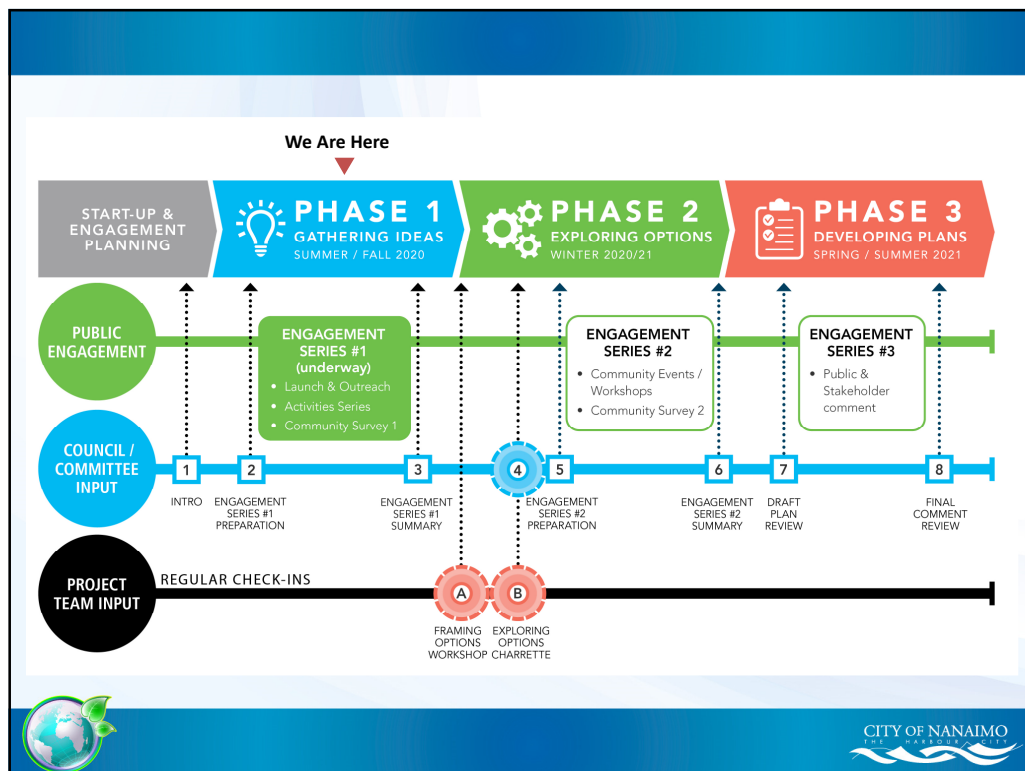 We Are Here
START-UP &
ENGAGEMENT
PLANNING
PHASE 1
GATHERING IDEAS
SUMMER / FALL 2020
PHASE 2
EXPLORING OPTIONS
WINTER 2020/21
PHASE 3
DEVELOPING PLANS
SPRING / SUMMER 2021
PUBLIC
ENGAGEMENT
ENGAGEMENT
SERIES #1
(underway)
• Launch & Outreach
• Activities Series
• Community Survey 1
ENGAGEMENT
SERIES #2
• Community Events /
Workshops
• Community Survey 2
ENGAGEMENT
SERIES #3
• Public &
Stakeholder
comment
COUNCIL /
COMMITTEE
INPUT
1
INTRO
2
ENGAGEMENT
SERIES #1
PREPARATION
3
ENGAGEMENT
SERIES #1
SUMMARY
4
5
ENGAGEMENT
SERIES #2
PREPARATION
6
ENGAGEMENT
SERIES #2
SUMMARY
7
DRAFT
PLAN
REVIEW
8
FINAL
COMMENT
REVIEW
PROJECT
TEAM INPUT
REGULAR CHECK-INS
A
FRAMING
OPTIONS
WORKSHOP
B
EXPLORING
OPTIONS
CHARRETTE
CITY OF NANAIMO
THE HARBOUR CITY